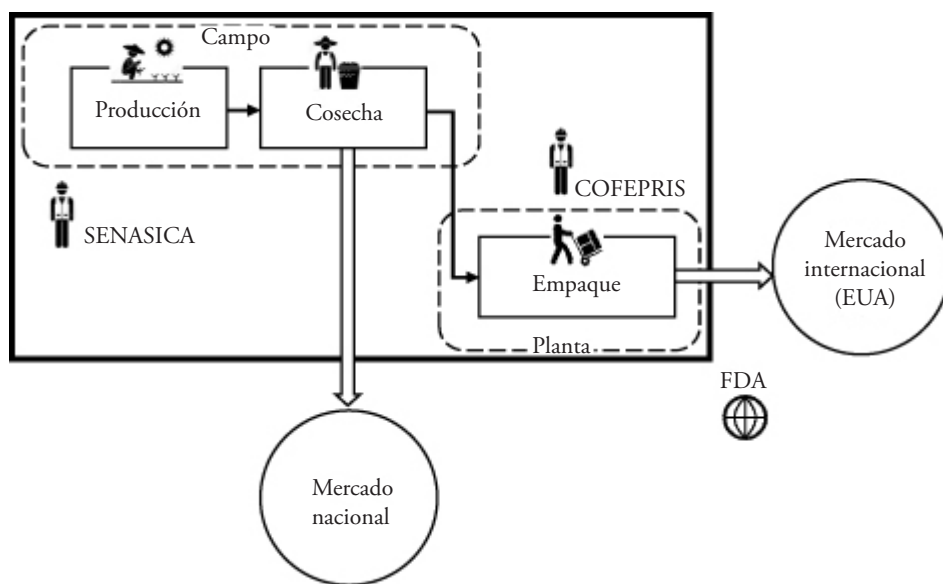 Campo
Producción
Cosecha
SENASICA
COFEPRIS
Empaque
Planta
Mercado
internacional
(EUA)
FDA
Mercado
nacional